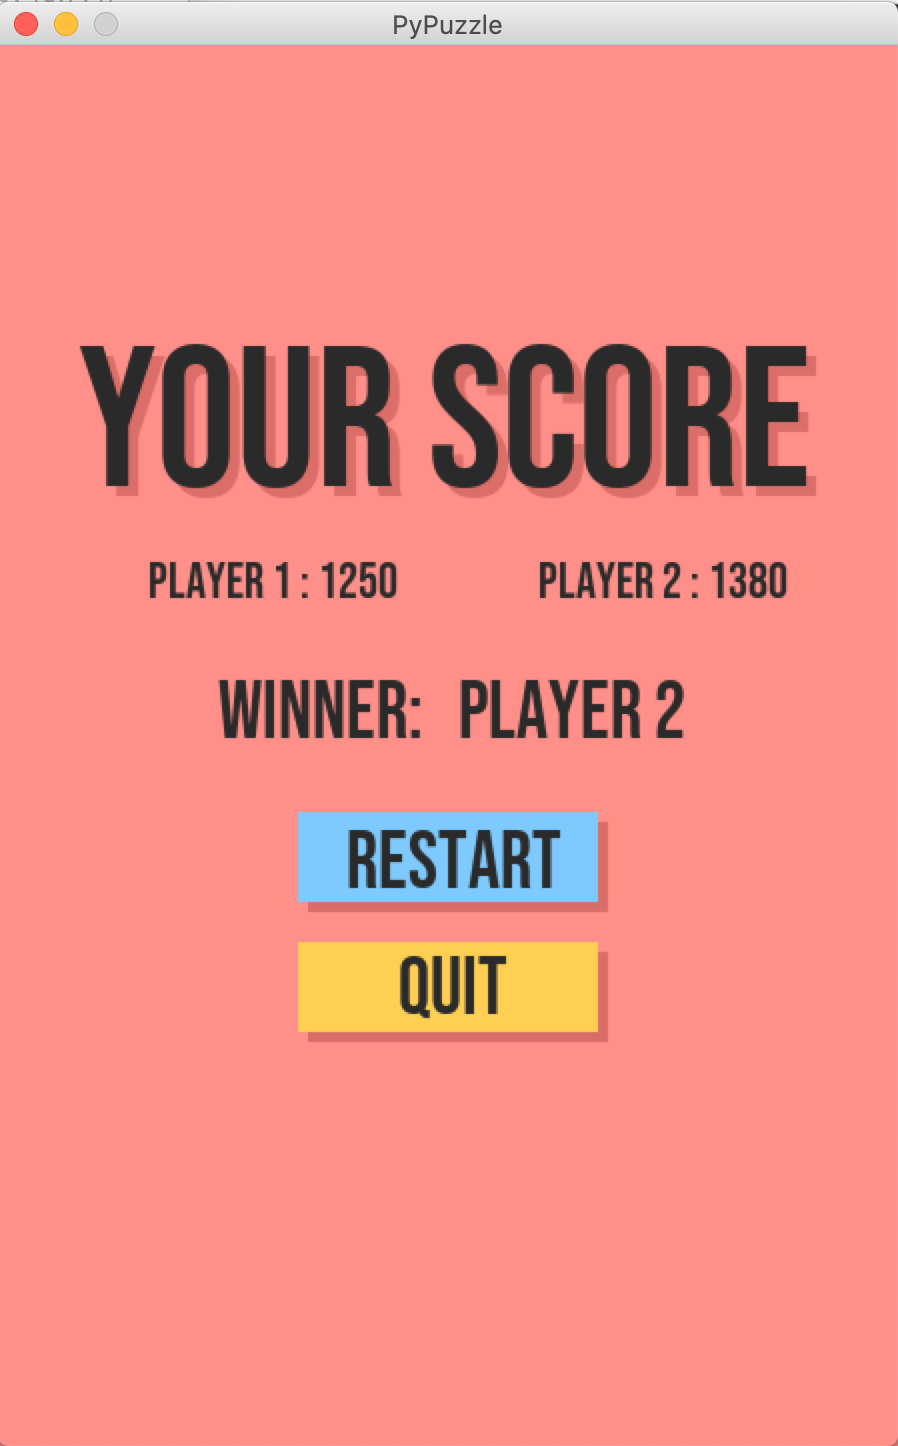 PyPuzzle
YOUR SCORE
PLAYER 1 : 1250 PLAYER 2 : 1380
WINNER: PLAYER 2
RESTART
QUIT